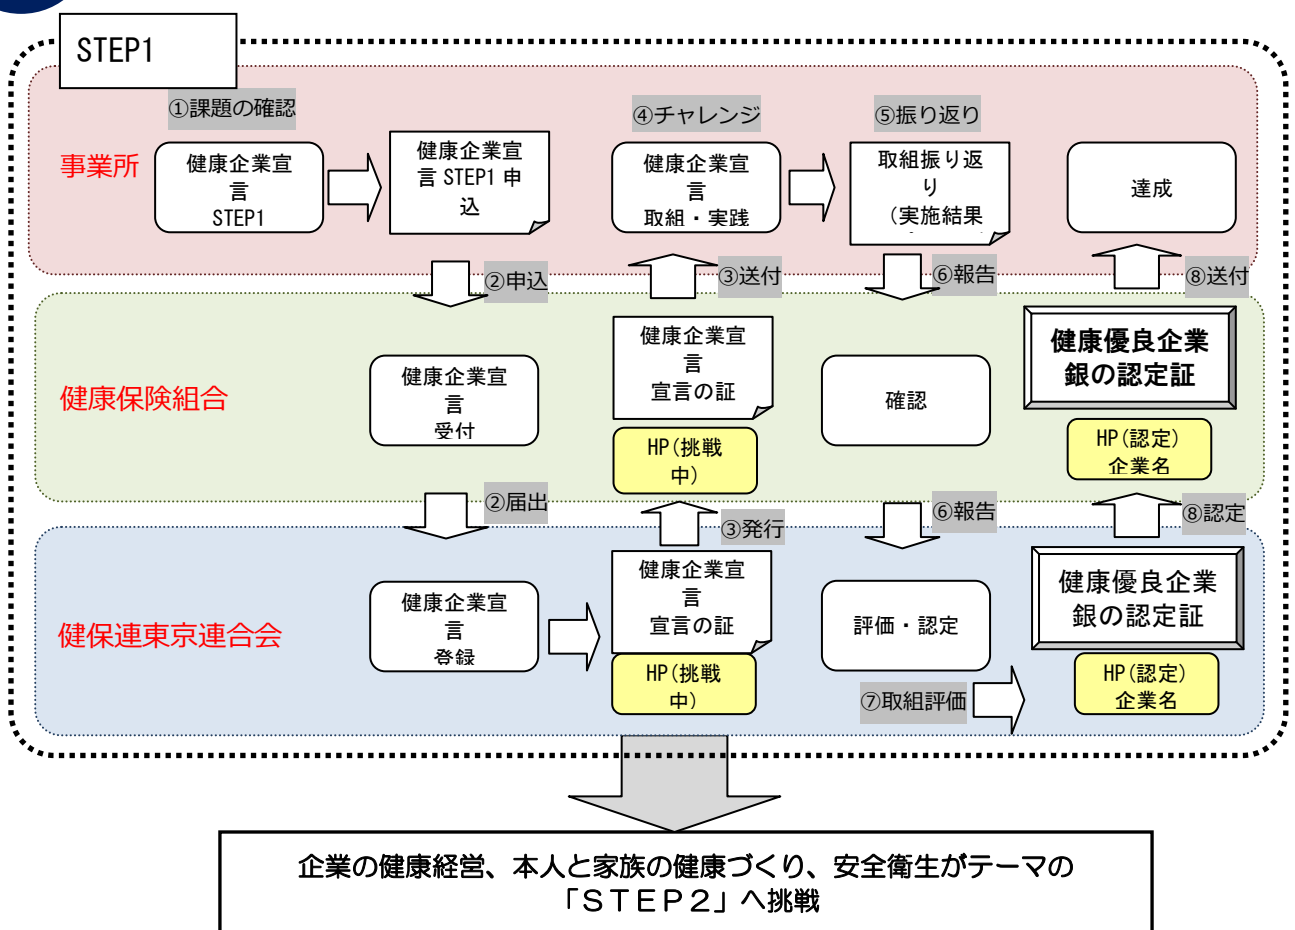 STEP1
①課題の確認
④チャレンジ
⑤振り返り
事業所
健康企業宣
言
STEP1
健康企業宣
言 STEP1 申
込
健康企業宣
言
取組・実践
取組振り返
り
（実施結果
達成
②申込
③送付
⑥報告
⑧送付
健康保険組合
健康企業宣
言
受付
健康企業宣
言
宣言の証
HP(挑戦
中)
確認
健康優良企業
銀の認定証
HP(認定)
企業名
②届出
③発行
⑥報告
⑧認定
健保連東京連合会
健康企業宣
言
登録
健康企業宣
言
宣言の証
HP(挑戦
中)
評価・認定
⑦取組評価
健康優良企業
銀の認定証
HP(認定)
企業名
企業の健康経営、本人と家族の健康づくり、安全衛生がテーマの
「ＳＴＥＰ２」へ挑戦